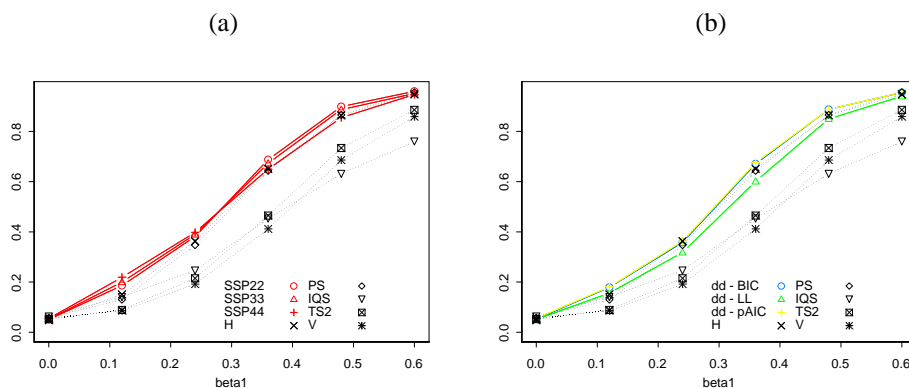 (a)
(b)
0.0 0.2 0.4 0.6 0.8
SSP22 PS
SSP33 IQS
SSP44 TS2
H V
0.0 0.1 0.2 0.3 0.4 0.5 0.6
beta1
0.0 0.2 0.4 0.6 0.8
dd - BIC PS
dd - LL IQS
dd - pAIC TS2
H V
0.0 0.1 0.2 0.3 0.4 0.5 0.6
beta1